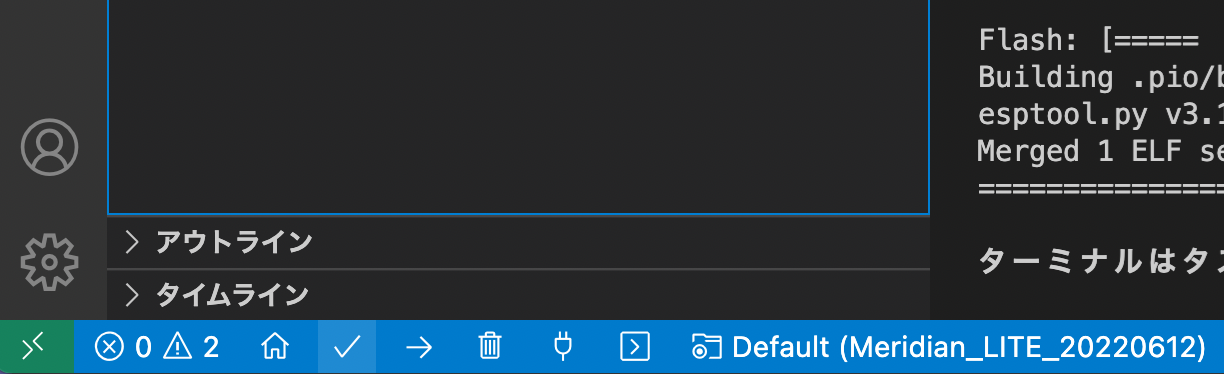 Flash: [=====
Building .pio/b
esptool.py v3.1
Merged 1 ELF se
===============
ターミナルはタス
アウトライン
タイムライン
0 2 Default (Meridian_LITE_20220612)